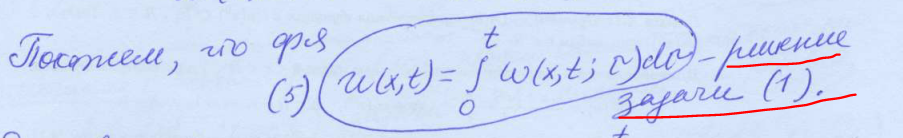 Покажем, что ф-я
(5) u(x,t) = ∫₀ᵗ ω(x,t; τ)dτ – решение
задачи (1).